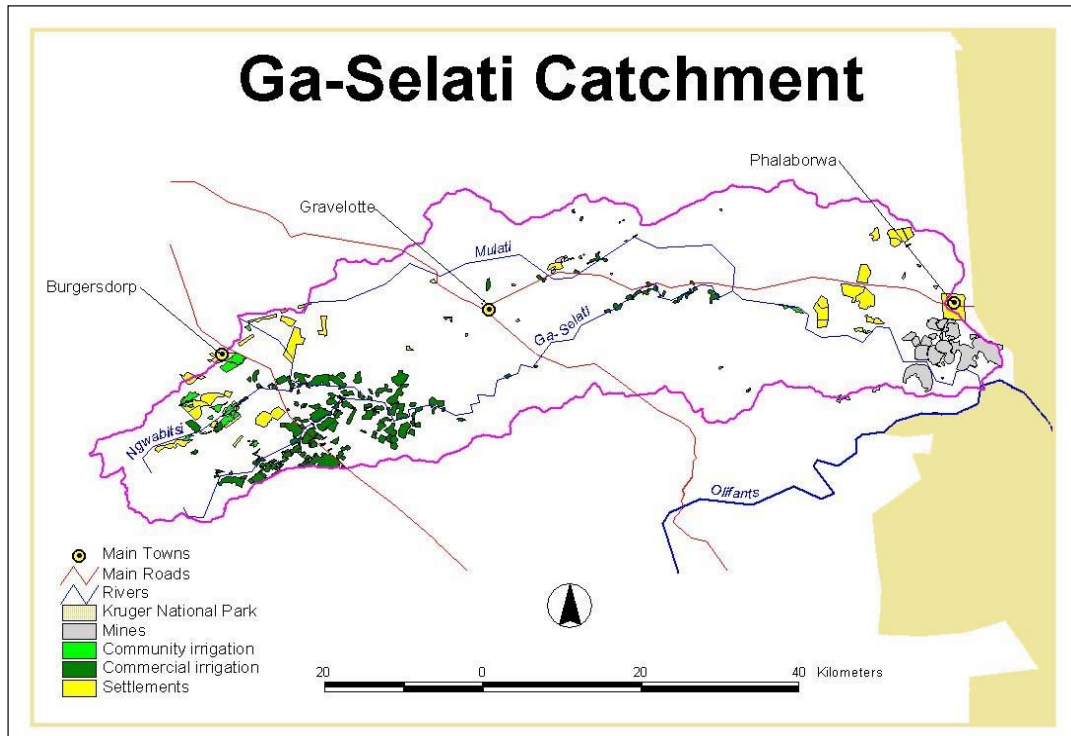 Ga-Selati Catchment
Phalaborwa
Gravelotte
Mulati
Burgersdorp
Ga-Selati
Ngwabitsi
Olifants
Main Towns
Main Roads
Rivers
Kruger National Park
Mines
Community irrigation
Commercial irrigation
Settlements
20 0 20 40 Kilometers